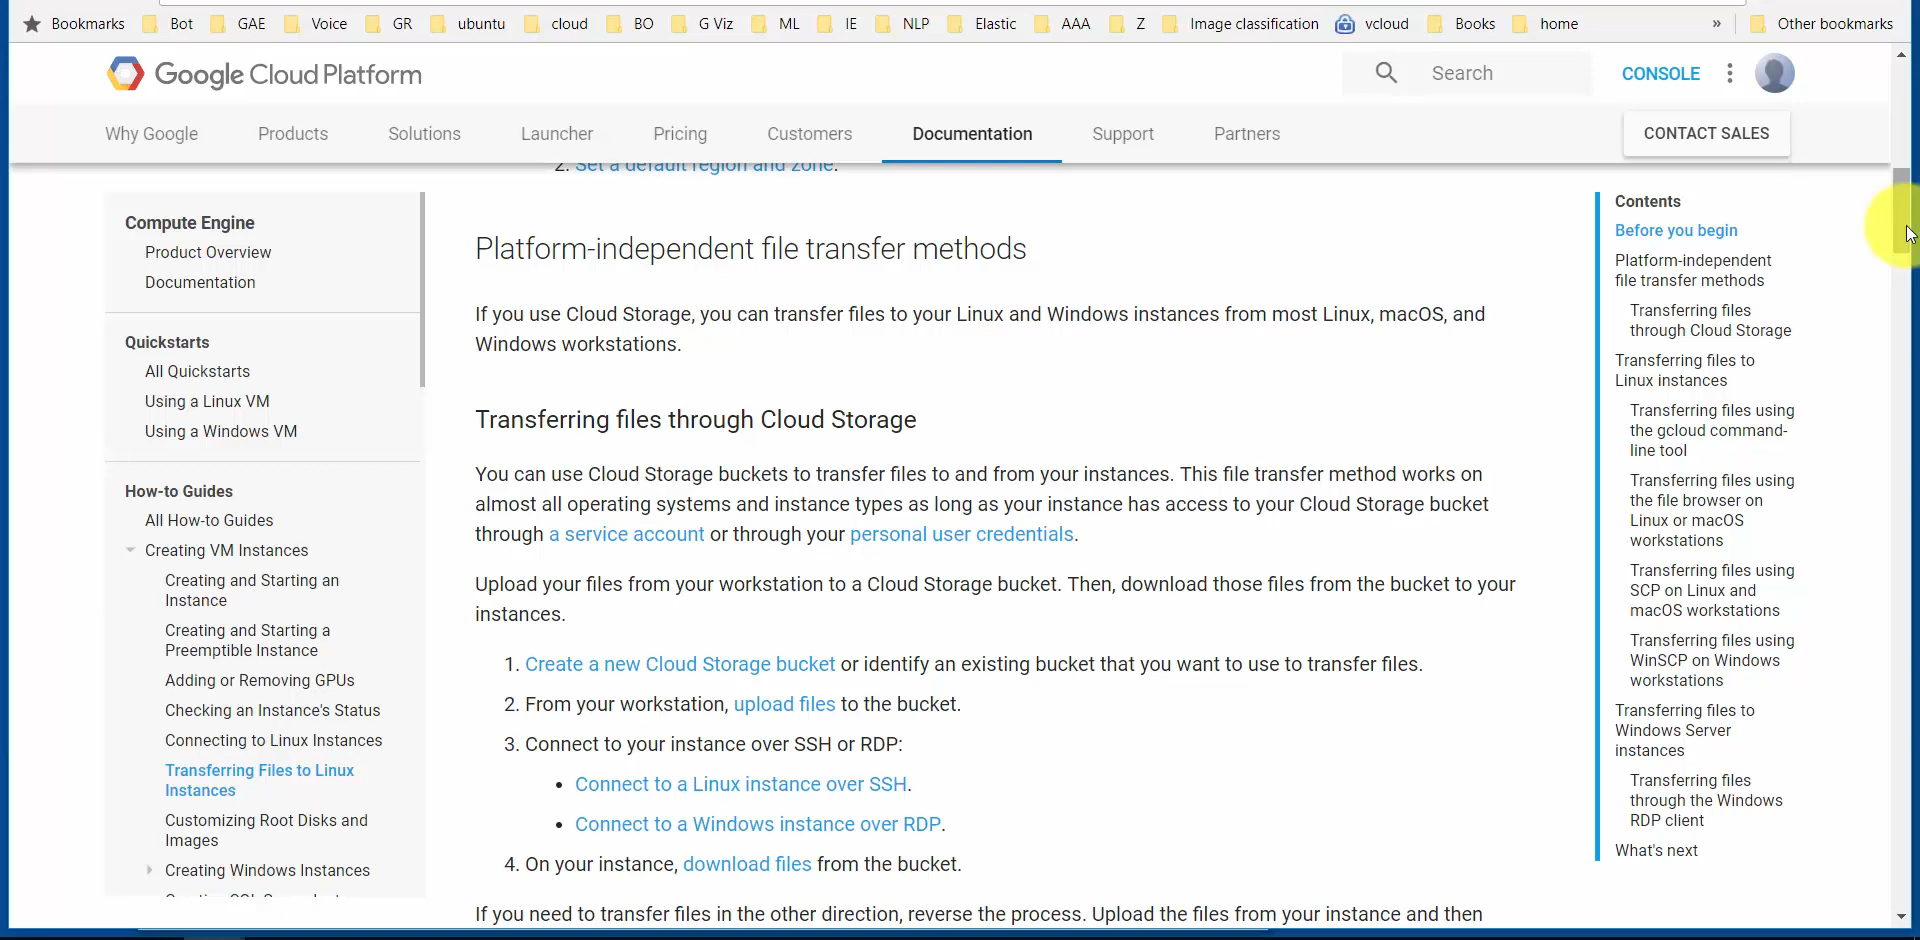 Bookmarks Bot GAE Voice GR ubuntu cloud BO G Viz ML IE NLP Elastic AAA Z Image classification vcloud Books home » Other bookmarks
Google Cloud Platform
Search
CONSOLE
Why Google Products Solutions Launcher Pricing Customers Documentation Support Partners
CONTACT SALES
2. Set a default region and zone.
Compute Engine
Product Overview
Documentation
Quickstarts
All Quickstarts
Using a Linux VM
Using a Windows VM
How-to Guides
All How-to Guides
Creating VM Instances
Creating and Starting an
Instance
Creating and Starting a
Preemptible Instance
Adding or Removing GPUs
Checking an Instance's Status
Connecting to Linux Instances
Transferring Files to Linux
Instances
Customizing Root Disks and
Images
Creating Windows Instances
Platform-independent file transfer methods
If you use Cloud Storage, you can transfer files to your Linux and Windows instances from most Linux, macOS, and
Windows workstations.
Transferring files through Cloud Storage
You can use Cloud Storage buckets to transfer files to and from your instances. This file transfer method works on
almost all operating systems and instance types as long as your instance has access to your Cloud Storage bucket
through a service account or through your personal user credentials.
Upload your files from your workstation to a Cloud Storage bucket. Then, download those files from the bucket to your
instances.
1. Create a new Cloud Storage bucket or identify an existing bucket that you want to use to transfer files.
2. From your workstation, upload files to the bucket.
3. Connect to your instance over SSH or RDP:
• Connect to a Linux instance over SSH.
• Connect to a Windows instance over RDP.
4. On your instance, download files from the bucket.
If you need to transfer files in the other direction, reverse the process. Upload the files from your instance and then
Contents
Before you begin
Platform-independent
file transfer methods
Transferring files
through Cloud Storage
Transferring files to
Linux instances
Transferring files using
the gcloud command-
line tool
Transferring files using
the file browser on
Linux or macOS
workstations
Transferring files using
SCP on Linux and
macOS workstations
Transferring files using
WinSCP on Windows
workstations
Transferring files to
Windows Server
instances
Transferring files
through the Windows
RDP client
What's next